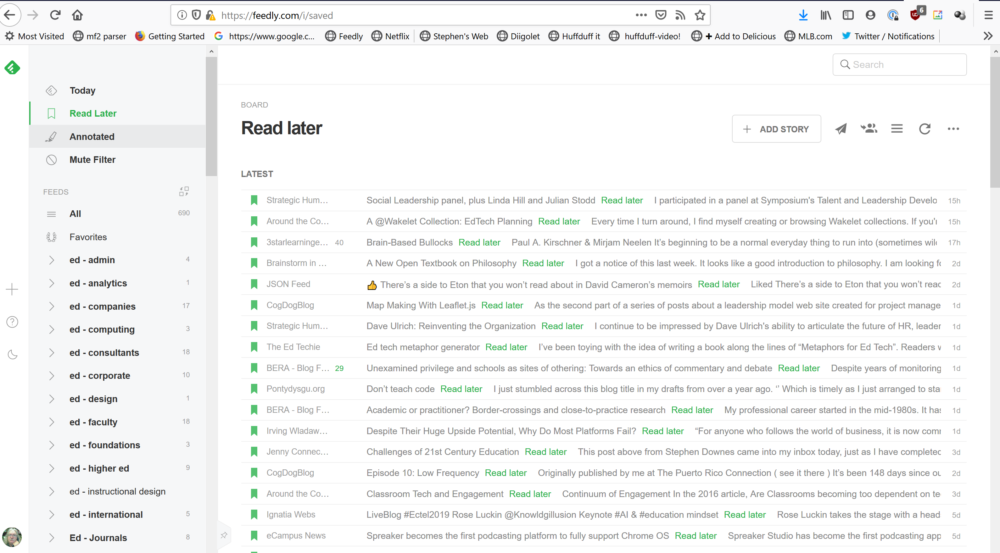 https://feedly.com/i/saved
6
Most Visited mf2 parser Getting Started https://www.google.c... Feedly Netflix Stephen's Web Diigolet Huffduff it huffduff-video! + Add to Delicious MLB.com Twitter / Notifications
Search
Today
Read Later
Annotated
Mute Filter
FEEDS
All 690
Favorites
ed - admin 4
ed - analytics 1
ed - companies 17
ed - computing 3
ed - consultants 18
ed - corporate 10
ed - design 1
ed - faculty 18
ed - foundations 3
ed - higher ed 9
ed - instructional design
ed - international 5
Ed - Journals 8
BOARD
Read later
+ ADD STORY
LATEST
Strategic Hum... Social Leadership panel, plus Linda Hill and Julian Stodd Read later I participated in a panel at Symposium's Talent and Leadership Develo 15h
Around the Co... A @Wakelet Collection: EdTech Planning Read later Every time I turn around, I find myself creating or browsing Wakelet collections. If you'r 15h
3starlearninge... 40 Brain-Based Bullocks Read later Paul A. Kirschner & Mirjam Neelen It’s beginning to be a normal everyday thing to run into (sometimes wild 17h
Brainstorm in ... A New Open Textbook on Philosophy Read later I got a notice of this last week. It looks like a good introduction to philosophy. I am looking fo 2d
JSON Feed 👍 There’s a side to Eton that you won’t read about in David Cameron’s memoirs Read later Liked There’s a side to Eton that you won’t read 2d
CogDogBlog Map Making With Leaflet.js Read later As the second part of a series of posts about a leadership model web site created for project manage 1d
Strategic Hum... Dave Ulrich: Reinventing the Organization Read later I continue to be impressed by Dave Ulrich's ability to articulate the future of HR, leader 1d
The Ed Techie Ed tech metaphor generator Read later I’ve been toying with the idea of writing a book along the lines of “Metaphors for Ed Tech”. Readers w 1d
BERA - Blog F... 29 Unexamined privilege and schools as sites of othering: Towards an ethics of commentary and debate Read later Despite years of monitoring 1d
Pontydysgu.org Don’t teach code Read later I just stumbled across this blog title in my drafts from over a year ago. ‘’ Which is timely as I just arranged to sta 1d
BERA - Blog F... Academic or practitioner? Border-crossings and close-to-practice research Read later My professional career started in the mid-1980s. It has 1d
Irving Wladaw... Despite Their Huge Upside Potential, Why Do Most Platforms Fail? Read later “For anyone who follows the world of business, it is now comm 1d
Jenny Connec... Challenges of 21st Century Education Read later This post above from Stephen Downes came into my inbox today, just as I have completed 3d
CogDogBlog Episode 10: Low Frequency Read later Originally published by me at The Puerto Rico Connection ( see it there ) It’s been 148 days since ou 2d
Around the Co... Classroom Tech and Engagement Read later Continuum of Engagement In the 2016 article, Are Classrooms becoming too dependent on te 3d
Ignatia Webs LiveBlog #Ectel2019 Rose Luckin @Knowldgillusion Keynote #AI & #education mindset Read later Rose Luckin takes the stage with a head 5d
eCampus News Spreaker becomes the first podcasting platform to fully support Chrome OS Read later Spreaker Studio has become the first podcasting app 5d